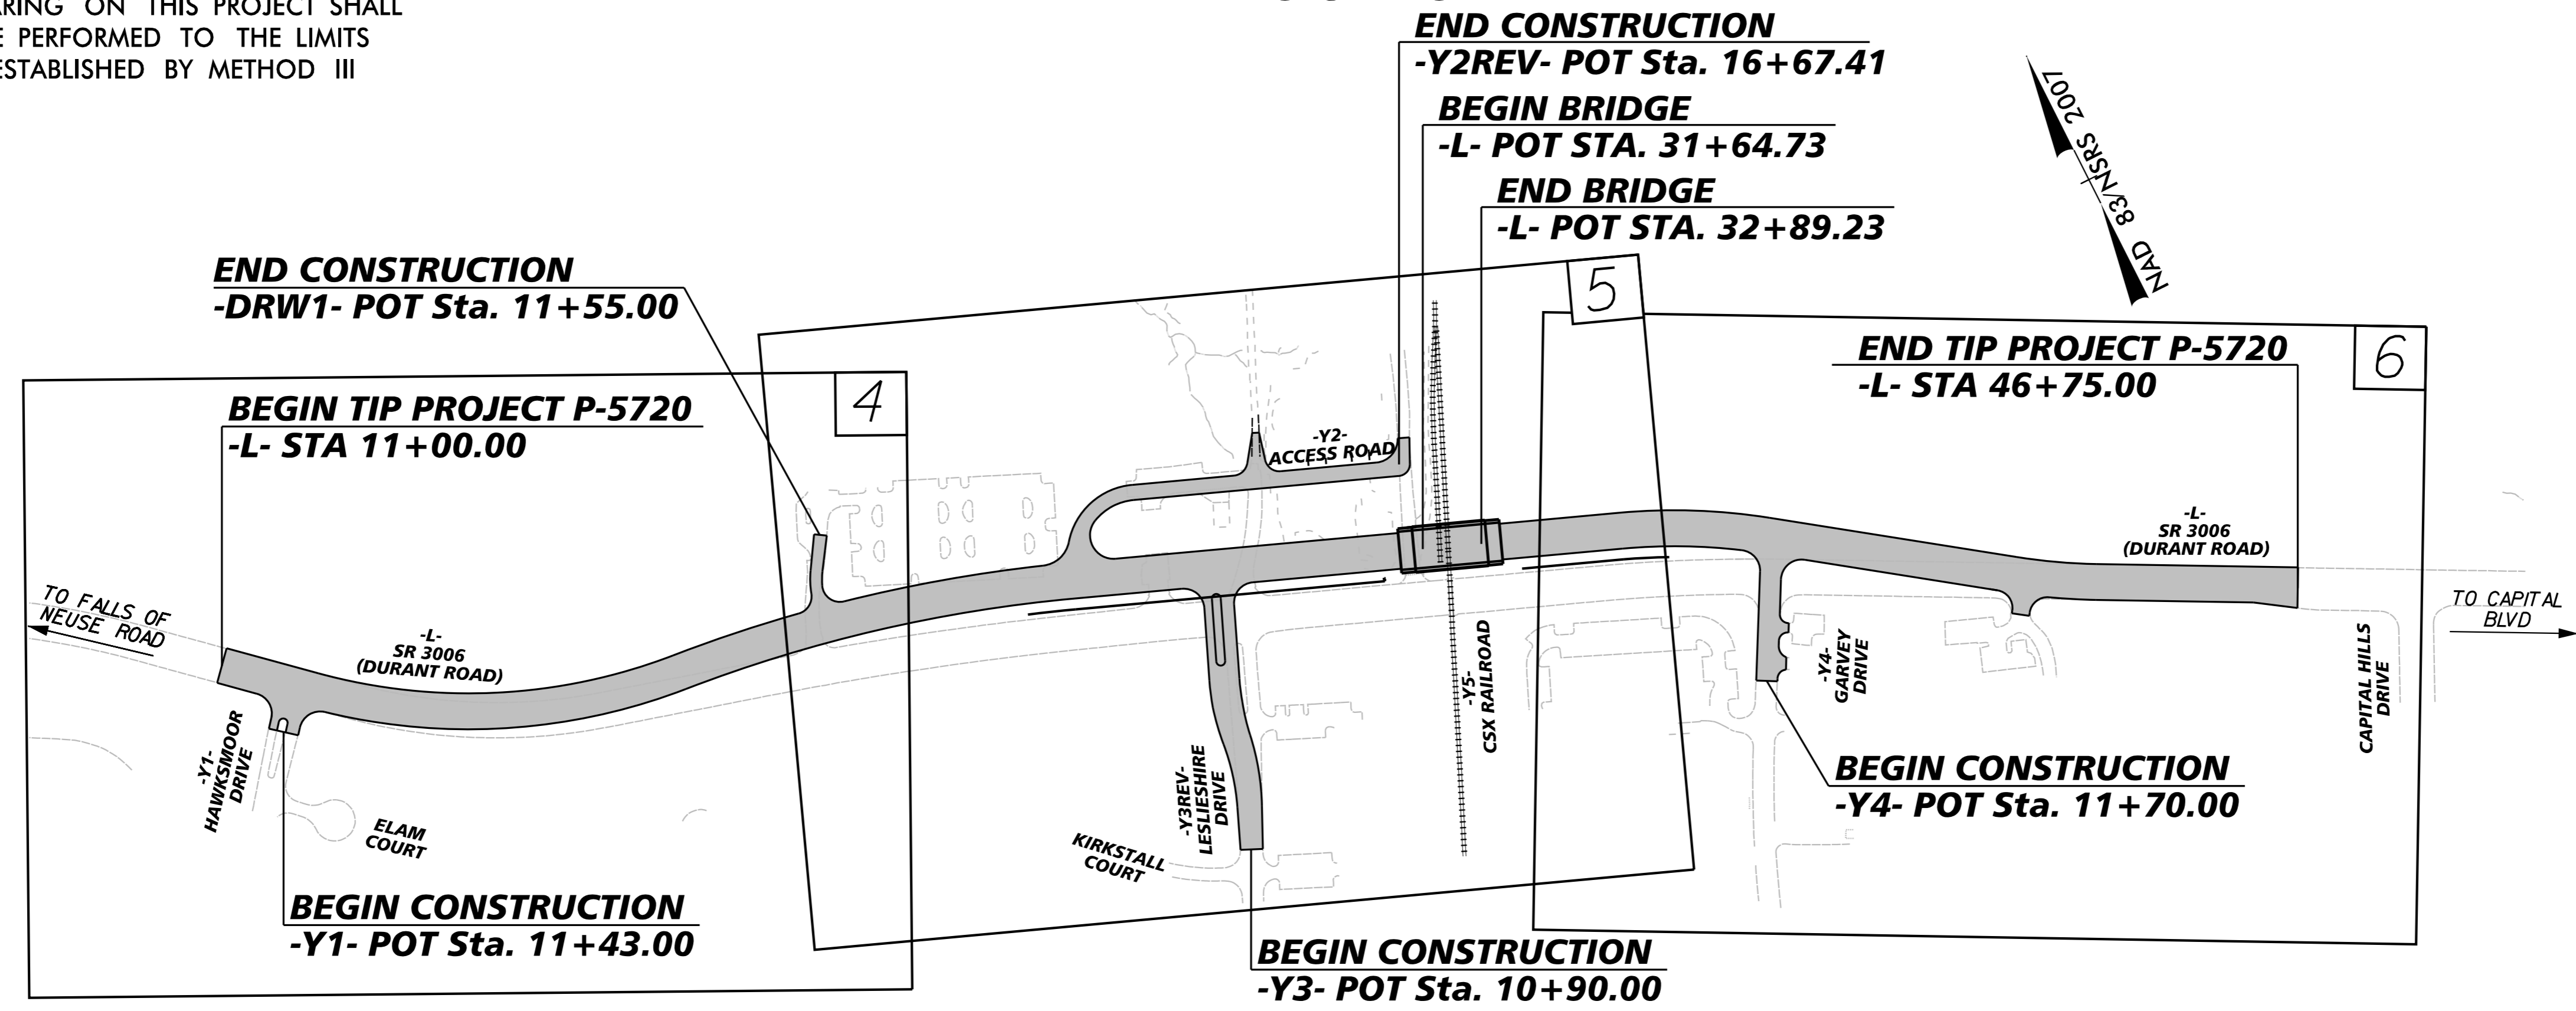 ARING ON THIS PROJECT SHALL
E PERFORMED TO THE LIMITS
ESTABLISHED BY METHOD III
END CONSTRUCTION
-Y2REV- POT Sta. 16+67.41
BEGIN BRIDGE
-L- POT STA. 31+64.73
END BRIDGE
-L- POT STA. 32+89.23
NAD 83/NSRS 2007
END CONSTRUCTION
-DRW1- POT Sta. 11+55.00
5
END TIP PROJECT P-5720
-L- STA 46+75.00
6
4
BEGIN TIP PROJECT P-5720
-L- STA 11+00.00
-Y2-
ACCESS ROAD
-L-
SR 3006
(DURANT ROAD)
TO FALLS OF
NEUSE ROAD
-L-
SR 3006
(DURANT ROAD)
TO CAPITAL
BLVD
-Y1-
HAWKSMOOR
DRIVE
ELAM
COURT
-Y3REV-
LESLIESHIRE
DRIVE
KIRKSTALL
COURT
-Y5-
CSX RAILROAD
-Y4-
GARVEY
DRIVE
CAPITAL HILLS
DRIVE
BEGIN CONSTRUCTION
-Y4- POT Sta. 11+70.00
BEGIN CONSTRUCTION
-Y1- POT Sta. 11+43.00
BEGIN CONSTRUCTION
-Y3- POT Sta. 10+90.00